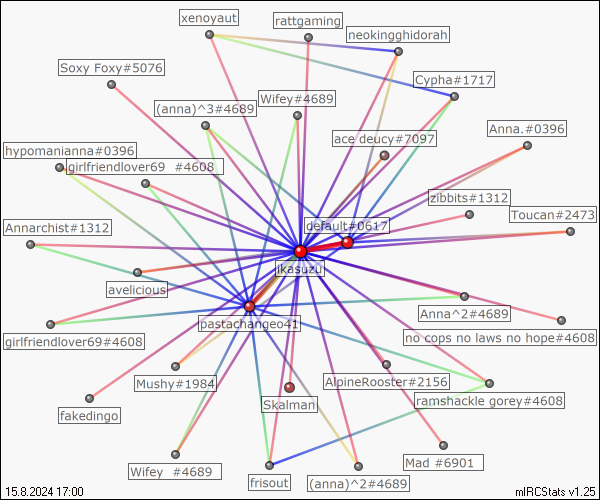 xenoyaut
rattgaming
neokingghidorah
Soxy Foxy#5076
Cypha#1717
Wifey#4689
(anna)^3#4689
Anna.#0396
ace deucy#7097
hypomanianna#0396
girlfriendlover69 #4608
zibbits#1312
Toucan#2473
default#0617
Annarchist#1312
ikasuzu
avelicious
Anna^2#4689
pastachangeo41
no cops no laws no hope#4608
girlfriendlover69#4608
Mushy#1984
AlpineRooster#2156
ramshackle gorey#4608
Skalman
fakedingo
Mad #6901
Wifey #4689
frisout
(anna)^2#4689
15.8.2024 17:00
mIRCStats v1.25